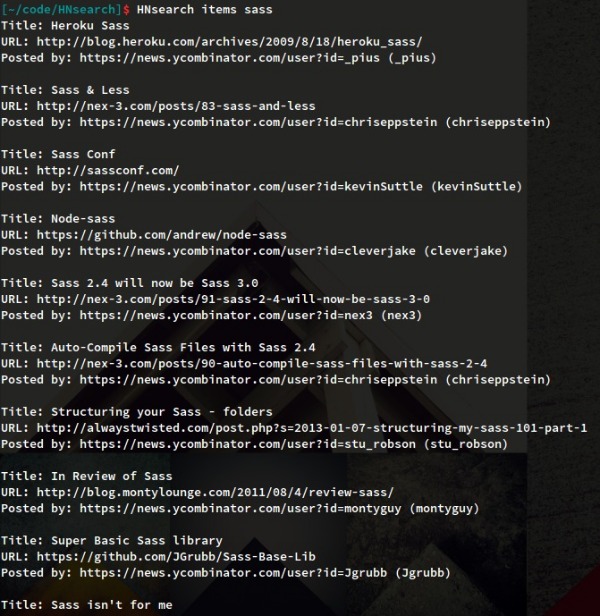 [~/code/HNsearch]$ HNsearch items sass
Title: Heroku Sass
URL: http://blog.heroku.com/archives/2009/8/18/heroku_sass/
Posted by: https://news.ycombinator.com/user?id=_pius (_pius)
Title: Sass & Less
URL: http://nex-3.com/posts/83-sass-and-less
Posted by: https://news.ycombinator.com/user?id=chriseppstein (chriseppstein)
Title: Sass Conf
URL: http://sassconf.com/
Posted by: https://news.ycombinator.com/user?id=kevinSuttle (kevinSuttle)
Title: Node-sass
URL: https://github.com/andrew/node-sass
Posted by: https://news.ycombinator.com/user?id=cleverjake (cleverjake)
Title: Sass 2.4 will now be Sass 3.0
URL: http://nex-3.com/posts/91-sass-2-4-will-now-be-sass-3-0
Posted by: https://news.ycombinator.com/user?id=nex3 (nex3)
Title: Auto-Compile Sass Files with Sass 2.4
URL: http://nex-3.com/posts/90-auto-compile-sass-files-with-sass-2-4
Posted by: https://news.ycombinator.com/user?id=chriseppstein (chriseppstein)
Title: Structuring your Sass - folders
URL: http://alwaystwisted.com/post.php?s=2013-01-07-structuring-my-sass-101-part-1
Posted by: https://news.ycombinator.com/user?id=stu_robson (stu_robson)
Title: In Review of Sass
URL: http://blog.montylounge.com/2011/08/4/review-sass/
Posted by: https://news.ycombinator.com/user?id=montyguy (montyguy)
Title: Super Basic Sass library
URL: https://github.com/JGrubb/Sass-Base-Lib
Posted by: https://news.ycombinator.com/user?id=Jgrubb (Jgrubb)
Title: Sass isn't for me